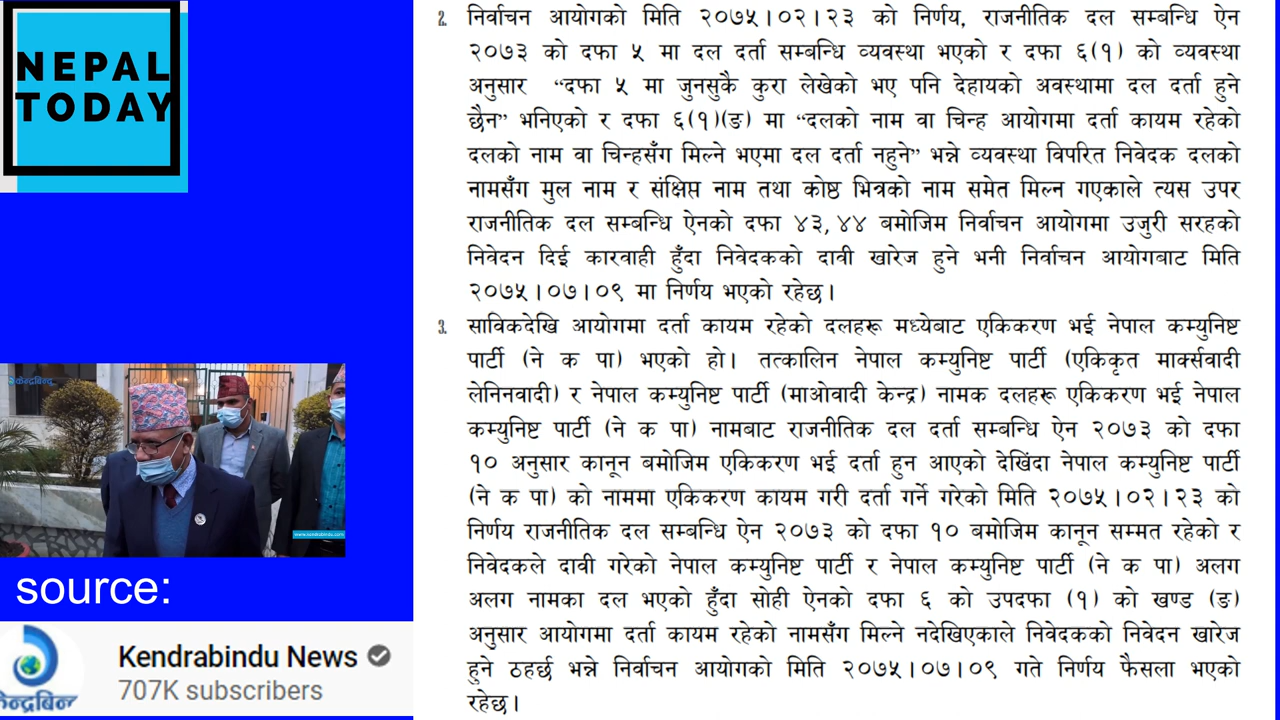 NEPAL
TODAY
केन्द्रबिन्दु
www.kendrabindu.com
source:
Kendrabindu News
707K subscribers
केन्द्रबिन्दु
2. निर्वाचन आयोगको मिति २०७५।०२।२३ को निर्णय, राजनीतिक दल सम्बन्धि ऐन
२०७३ को दफा ५ मा दल दर्ता सम्बन्धि व्यवस्था भएको र दफा ६(१) को व्यवस्था
अनुसार “दफा ५ मा जुनसुकै कुरा लेखेको भए पनि देहायको अवस्थामा दल दर्ता हुने
छैन” भनिएको र दफा ६(१)(ङ) मा “दलको नाम वा चिन्ह आयोगमा दर्ता कायम रहेको
दलको नाम वा चिन्हसँग मिल्ने भएमा दल दर्ता नहुने” भन्ने व्यवस्था विपरित निवेदक दलको
नामसँग मुल नाम र संक्षिप्त नाम तथा कोष्ठ भित्रको नाम समेत मिल्न गएकाले त्यस उपर
राजनीतिक दल सम्बन्धि ऐनको दफा ४३,४४ बमोजिम निर्वाचन आयोगमा उजुरी सरहको
निवेदन दिई कारवाही हुँदा निवेदकको दावी खारेज हुने भनी निर्वाचन आयोगबाट मिति
२०७५।०७।०९ मा निर्णय भएको रहेछ।
3. साविकदेखि आयोगमा दर्ता कायम रहेको दलहरू मध्येबाट एकिकरण भई नेपाल कम्युनिष्ट
पार्टी (ने क पा) भएको हो। तत्कालिन नेपाल कम्युनिष्ट पार्टी (एकिकृत मार्क्सवादी
लेनिनवादी) र नेपाल कम्युनिष्ट पार्टी (माओवादी केन्द्र) नामक दलहरू एकिकरण भई नेपाल
कम्युनिष्ट पार्टी (ने क पा) नामबाट राजनीतिक दल दर्ता सम्बन्धि ऐन २०७३ को दफा
१० अनुसार कानून बमोजिम एकिकरण भई दर्ता हुन आएको देखिंदा नेपाल कम्युनिष्ट पार्टी
(ने क पा) को नाममा एकिकरण कायम गरी दर्ता गर्ने गरेको मिति २०७५।०२।२३ को
निर्णय राजनीतिक दल सम्बन्धि ऐन २०७३ को दफा १० बमोजिम कानून सम्मत रहेको र
निवेदकले दावी गरेको नेपाल कम्युनिष्ट पार्टी र नेपाल कम्युनिष्ट पार्टी (ने क पा) अलग
अलग नामका दल भएको हुँदा सोही ऐनको दफा ६ को उपदफा (१) को खण्ड (ङ)
अनुसार आयोगमा दर्ता कायम रहेको नामसँग मिल्ने नदेखिएकाले निवेदकको निवेदन खारेज
हुने ठहर्छ भन्ने निर्वाचन आयोगको मिति २०७५।०७।०९ गते निर्णय फैसला भएको
रहेछ।